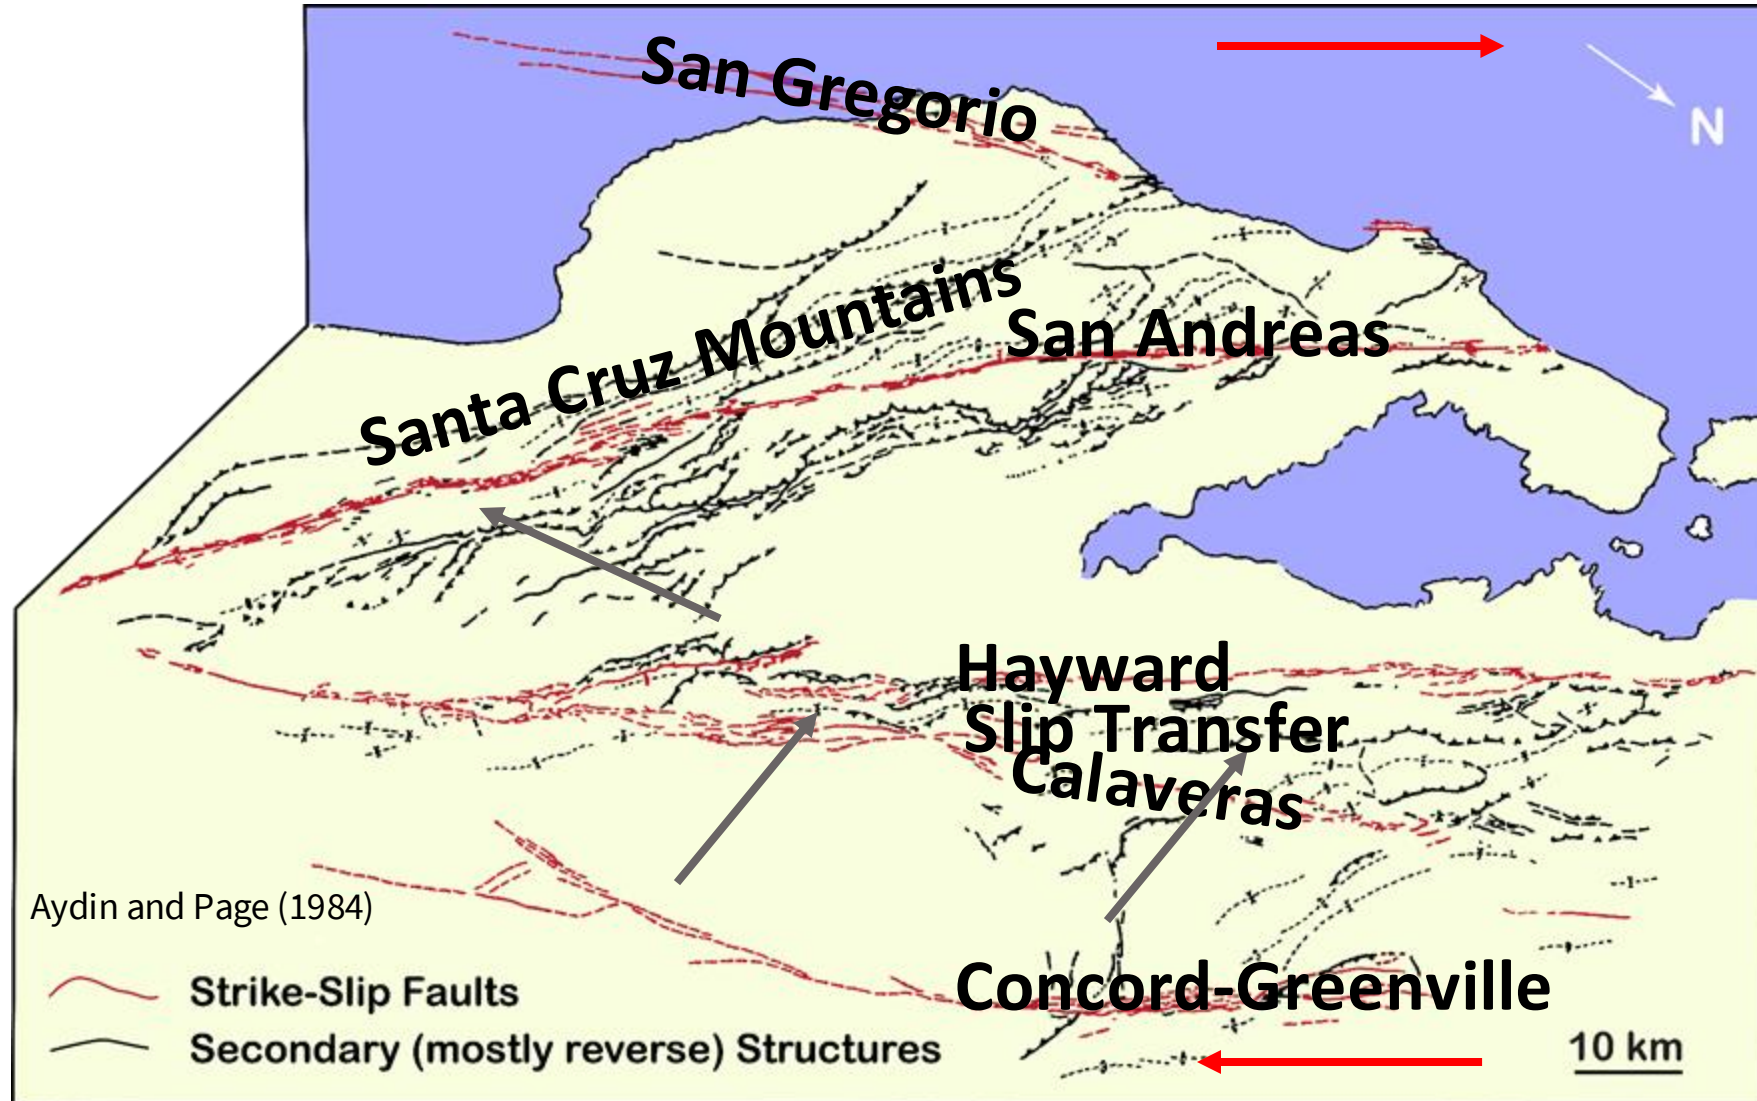 San Gregorio
N
Santa Cruz Mountains
San Andreas
Hayward
Slip Transfer
Calaveras
Aydin and Page (1984)
Concord-Greenville
Strike-Slip Faults
Secondary (mostly reverse) Structures
10 km